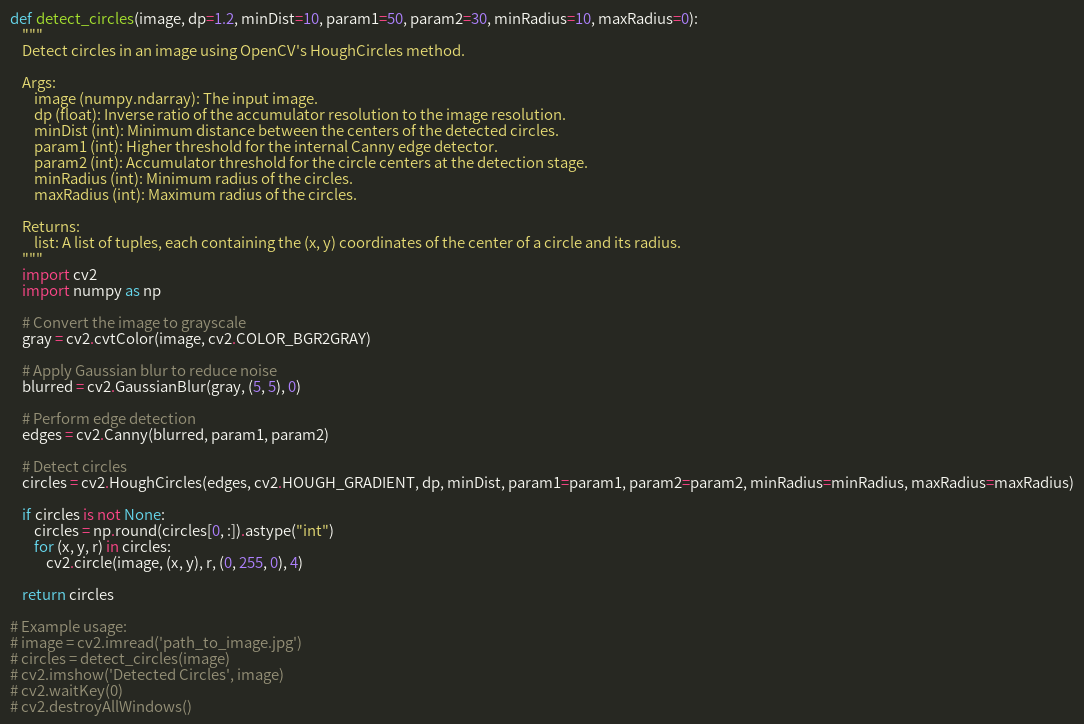 def detect_circles(image, dp=1.2, minDist=10, param1=50, param2=30, minRadius=10, maxRadius=0):
    """
    Detect circles in an image using OpenCV's HoughCircles method.

    Args:
        image (numpy.ndarray): The input image.
        dp (float): Inverse ratio of the accumulator resolution to the image resolution.
        minDist (int): Minimum distance between the centers of the detected circles.
        param1 (int): Higher threshold for the internal Canny edge detector.
        param2 (int): Accumulator threshold for the circle centers at the detection stage.
        minRadius (int): Minimum radius of the circles.
        maxRadius (int): Maximum radius of the circles.

    Returns:
        list: A list of tuples, each containing the (x, y) coordinates of the center of a circle and its radius.
    """
    import cv2
    import numpy as np

    # Convert the image to grayscale
    gray = cv2.cvtColor(image, cv2.COLOR_BGR2GRAY)

    # Apply Gaussian blur to reduce noise
    blurred = cv2.GaussianBlur(gray, (5, 5), 0)

    # Perform edge detection
    edges = cv2.Canny(blurred, param1, param2)

    # Detect circles
    circles = cv2.HoughCircles(edges, cv2.HOUGH_GRADIENT, dp, minDist, param1=param1, param2=param2, minRadius=minRadius, maxRadius=maxRadius)

    if circles is not None:
        circles = np.round(circles[0, :]).astype("int")
        for (x, y, r) in circles:
            cv2.circle(image, (x, y), r, (0, 255, 0), 4)

    return circles

# Example usage:
# image = cv2.imread('path_to_image.jpg')
# circles = detect_circles(image)
# cv2.imshow('Detected Circles', image)
# cv2.waitKey(0)
# cv2.destroyAllWindows()